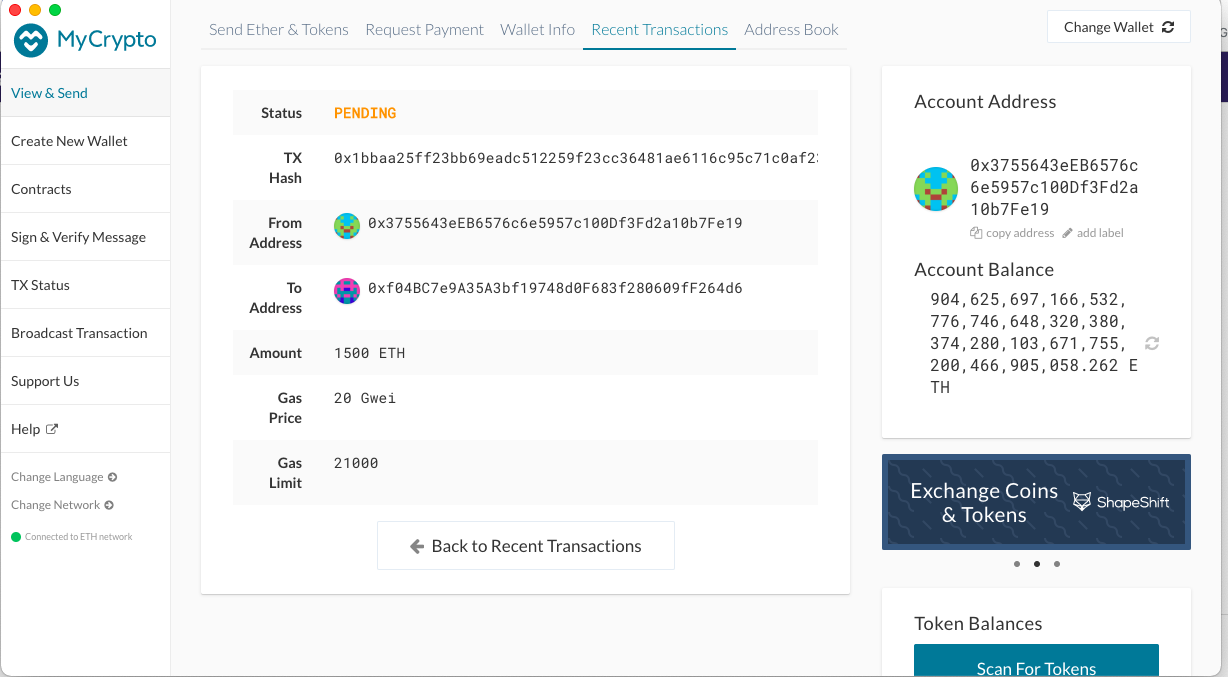 MyCrypto
Send Ether & Tokens Request Payment Wallet Info Recent Transactions Address Book
Change Wallet
View & Send
Create New Wallet
Contracts
Sign & Verify Message
TX Status
Broadcast Transaction
Support Us
Help
Change Language
Change Network
Connected to ETH network
Status PENDING
TX
Hash
0x1bbaa25ff23bb69eadc512259f23cc36481ae6116c95c71c0af23
From
Address
0x3755643eEB6576c6e5957c100Df3Fd2a10b7Fe19
To
Address
0xf04BC7e9A35A3bf19748d0F683f280609fF264d6
Amount 1500 ETH
Gas
Price
20 Gwei
Gas
Limit
21000
Back to Recent Transactions
Account Address
0x3755643eEB6576c
6e5957c100Df3Fd2a
10b7Fe19
copy address add label
Account Balance
904,625,697,166,532,
776,746,648,320,380,
374,280,103,671,755,
200,466,905,058.262 E
TH
Exchange Coins
& Tokens
ShapeShift
Token Balances
Scan For Tokens